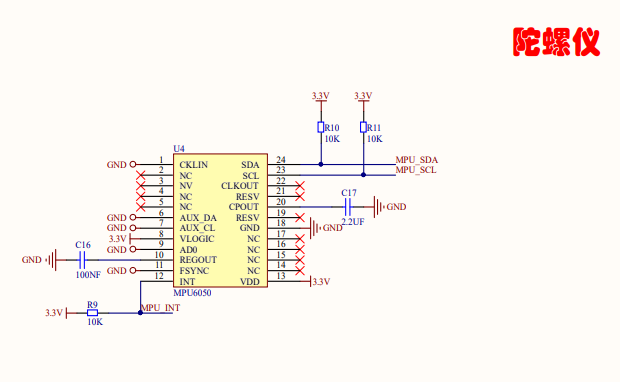 陀螺仪
3.3V 3.3V
R10 R11
10K 10K
U4
GND 1 CKLIN SDA 24 MPU_SDA
2 NC SCL 23 MPU_SCL
3 NV CLKOUT 22
4 NC RESV 21
5 NC CPOUT 20 C17 GND
2.2UF
GND 6 AUX_DA RESV 19
GND 7 AUX_CL GND 18 GND
3.3V 8 VLOGIC NC 17
GND 9 AD0 NC 16
GND C16 10 REGOUT NC 15
100NF
GND 11 FSYNC NC 14
12 INT VDD 13 3.3V
MPU6050
3.3V R9 MPU_INT
10K